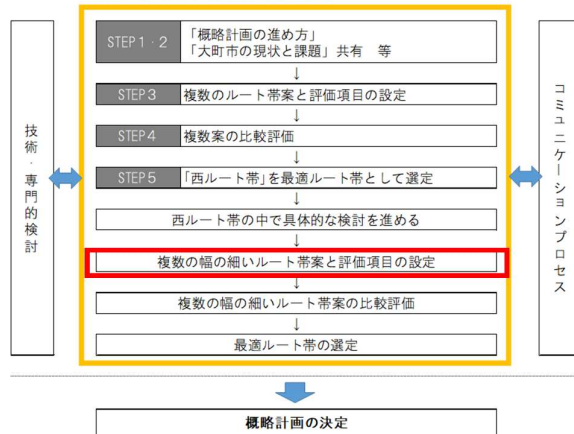 STEP1・2
「概略計画の進め方」
「大町市の現状と課題」共有　等
↓
STEP3
複数のルート帯案と評価項目の設定
↓
STEP4
複数案の比較評価
↓
STEP5
「西ルート帯」を最適ルート帯として選定
↓
西ルート帯の中で具体的な検討を進める
↓
複数の幅の細いルート帯案と評価項目の設定
↓
複数の幅の細いルート帯案の比較評価
↓
最適ルート帯の選定
技術・専門的検討
コミュニケーションプロセス
概略計画の決定